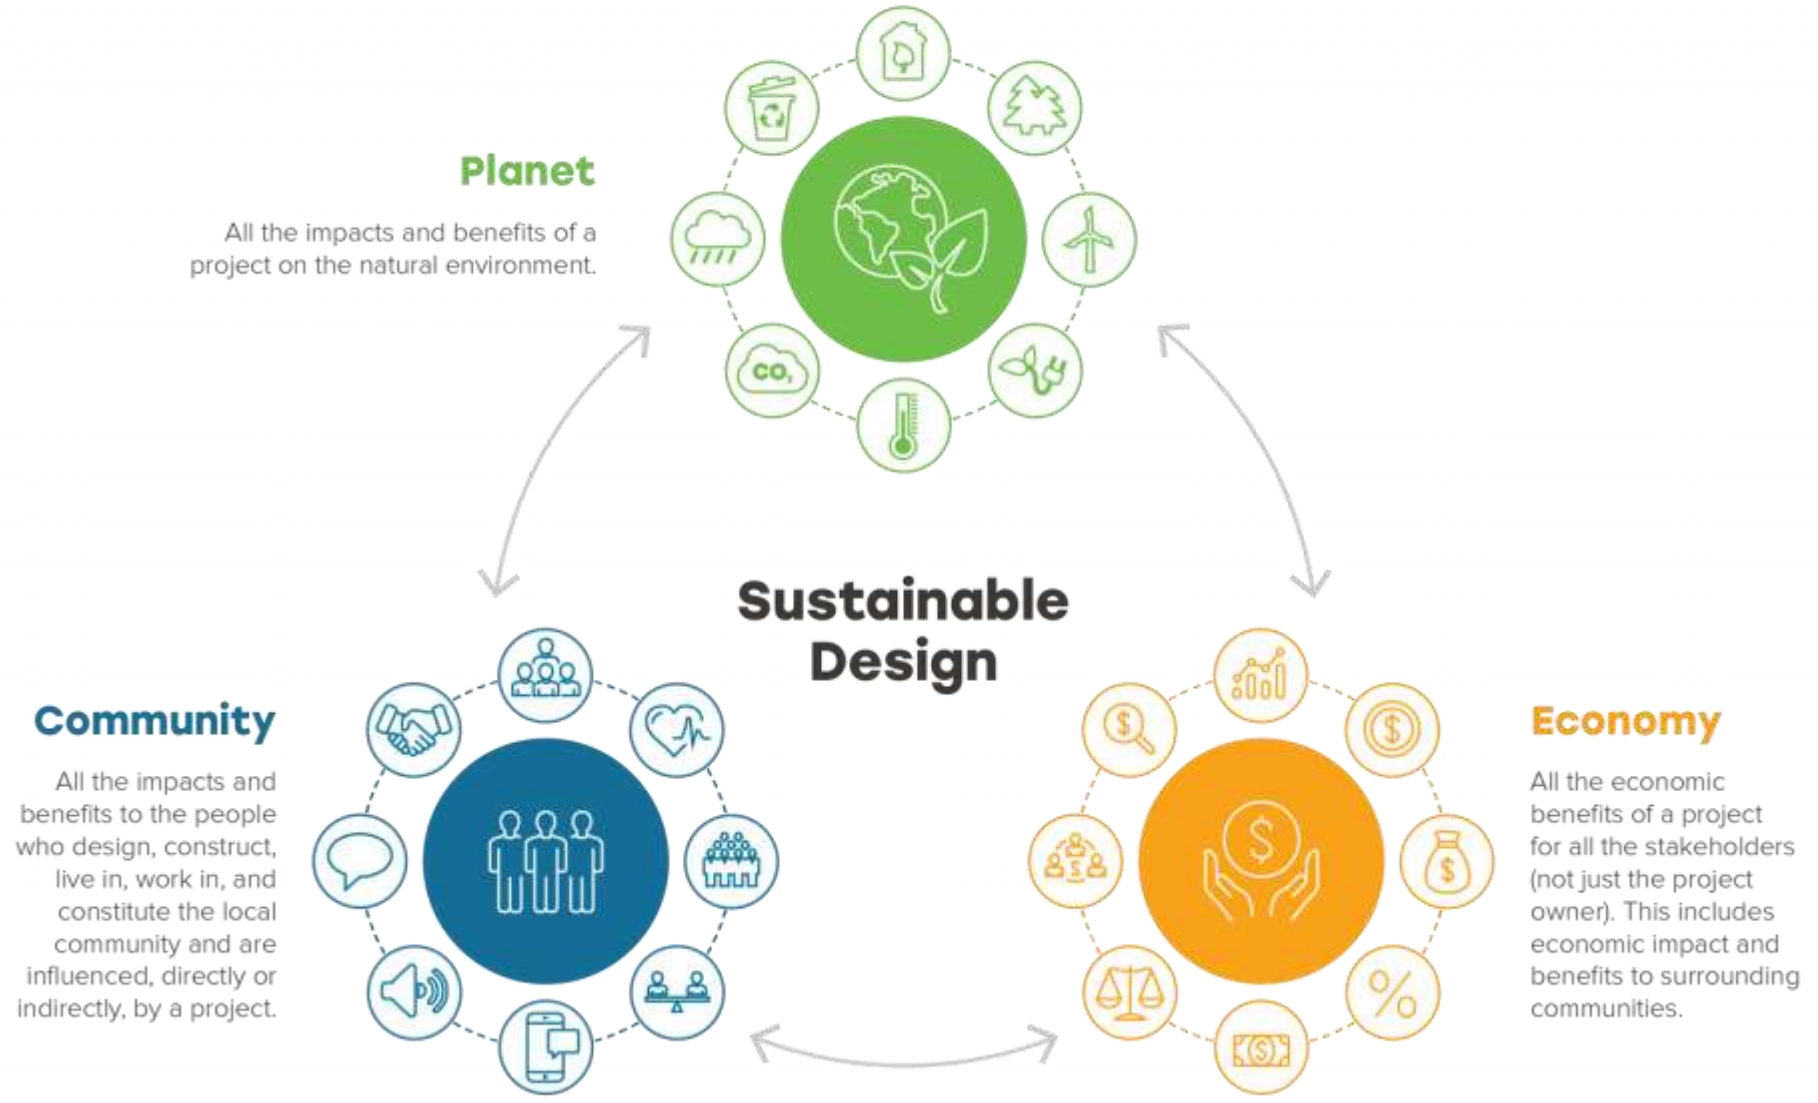 Planet
All the impacts and benefits of a
project on the natural environment.
CO₂
Sustainable
Design
Community
All the impacts and
benefits to the people
who design, construct,
live in, work in, and
constitute the local
community and are
influenced, directly or
indirectly, by a project.
Economy
All the economic
benefits of a project
for all the stakeholders
(not just the project
owner). This includes
economic impact and
benefits to surrounding
communities.
$
$
$
$
$
%
$